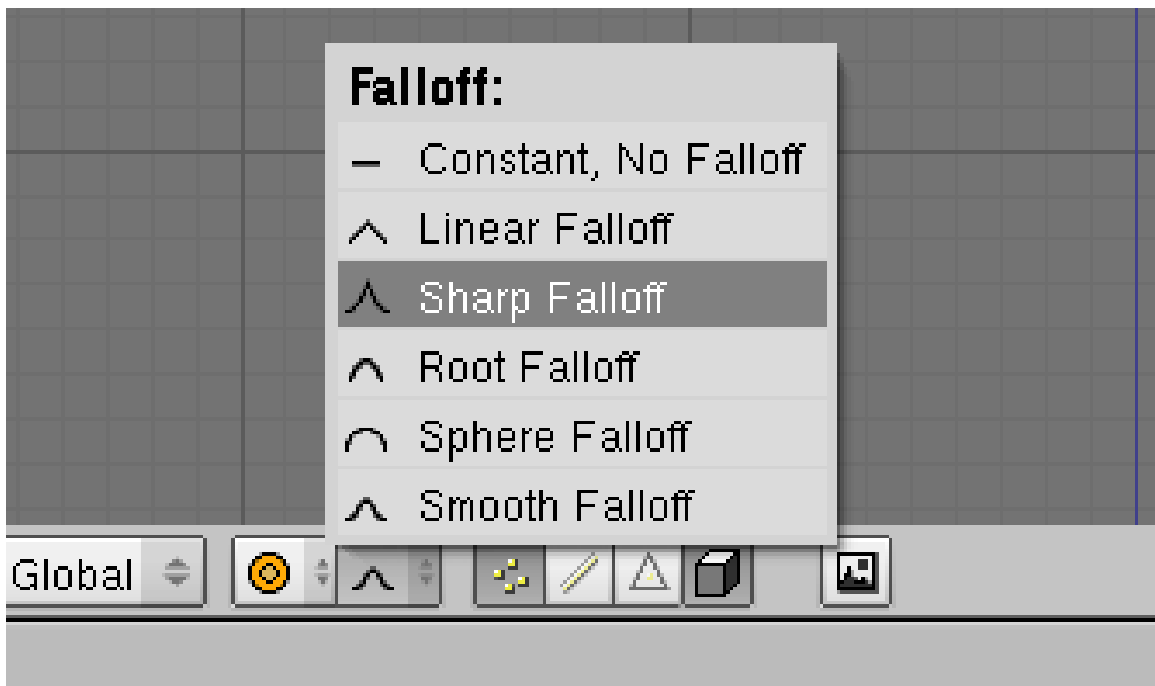 Falloff:
Constant, No Falloff
Linear Falloff
Sharp Falloff
Root Falloff
Sphere Falloff
Smooth Falloff
Global